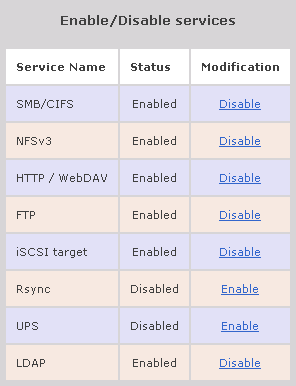 Enable/Disable services
Service Name Status Modification
SMB/CIFS Enabled Disable
NFSv3 Enabled Disable
HTTP / WebDAV Enabled Disable
FTP Enabled Disable
iSCSI target Enabled Disable
Rsync Disabled Enable
UPS Disabled Enable
LDAP Enabled Disable